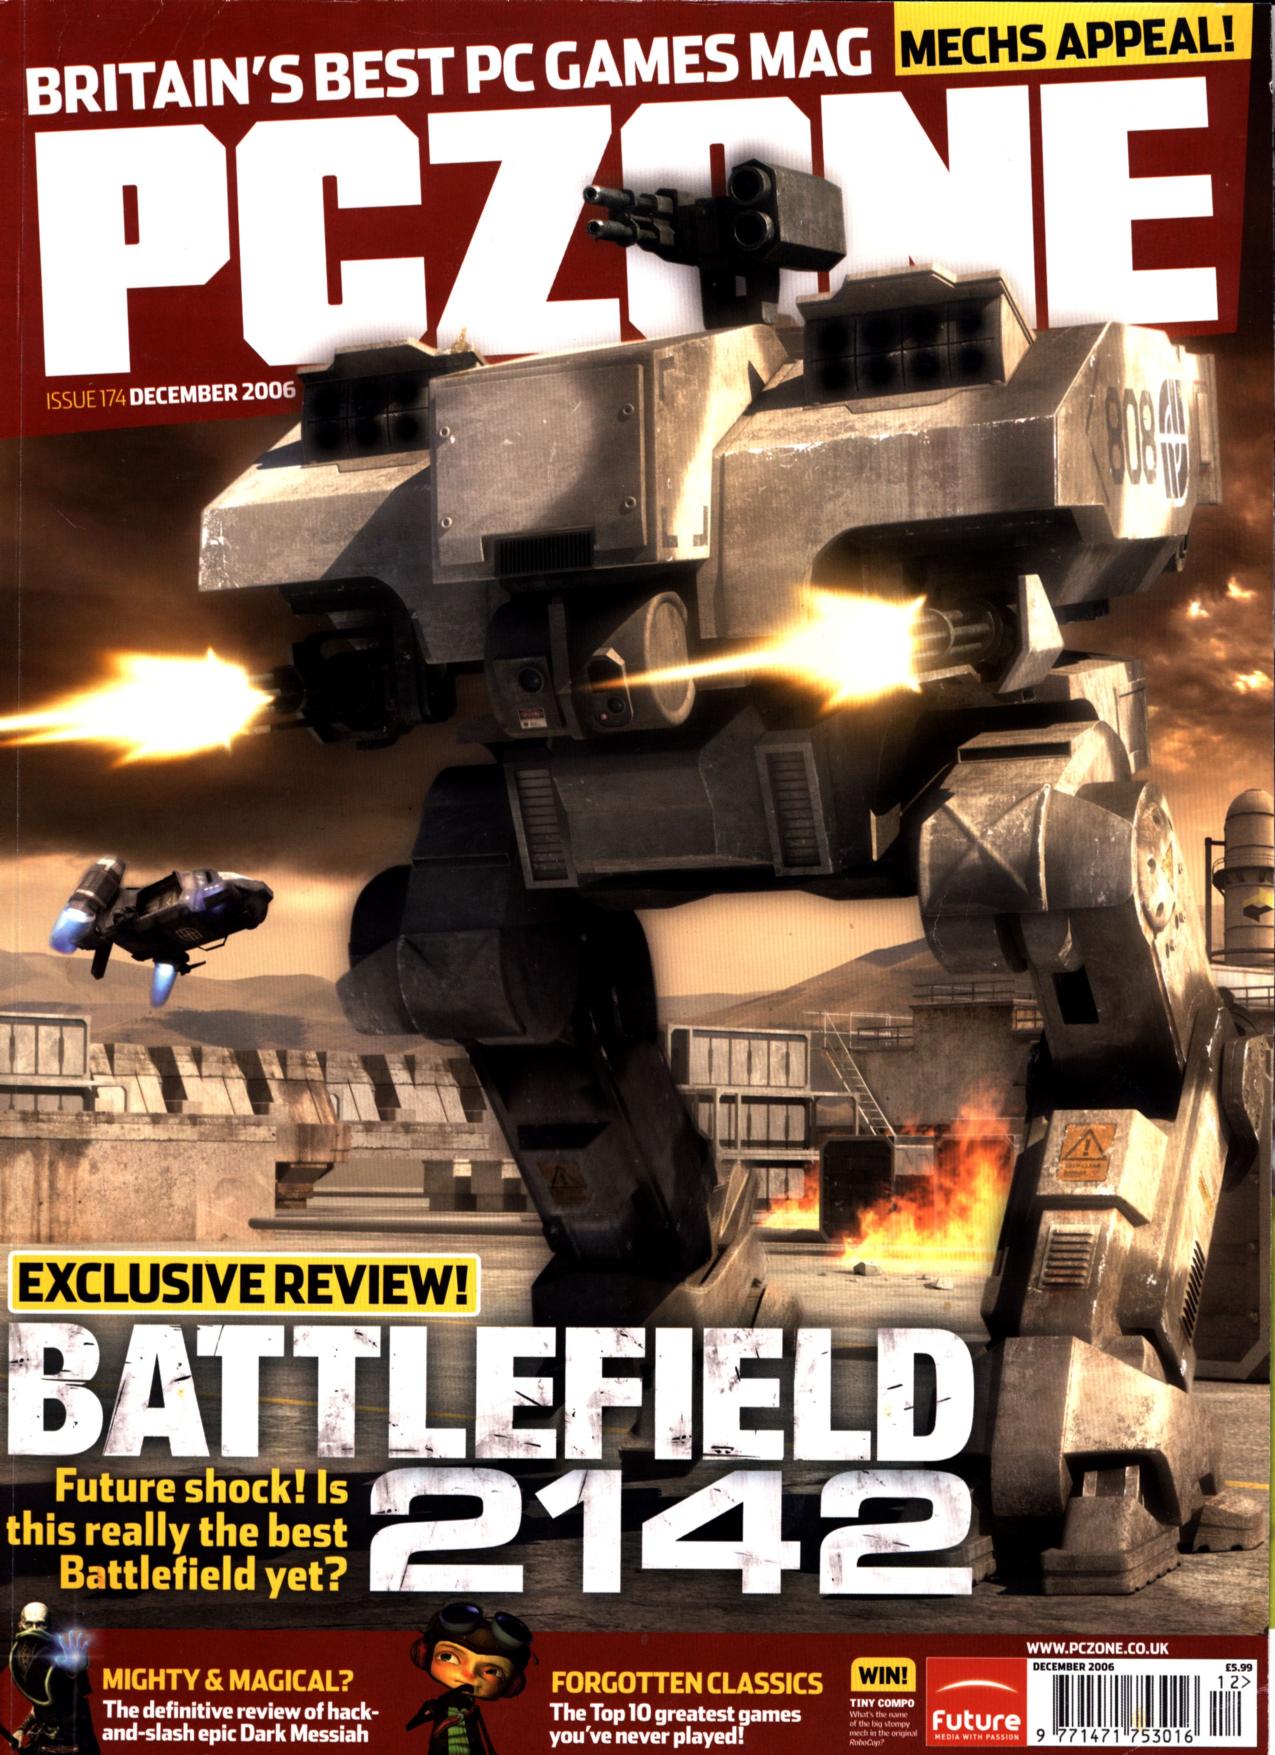 MECHS APPEAL!
BRITAIN'S BEST PC GAMES MAG
PCZONE
ISSUE 174 DECEMBER 2006
808
EXCLUSIVE REVIEW!
BATTLEFIELD
2142
Future shock! Is
this really the best
Battlefield yet?
MIGHTY & MAGICAL?
The definitive review of hack-
and-slash epic Dark Messiah
FORGOTTEN CLASSICS
The Top 10 greatest games
you've never played!
WIN!
TINY COMPO
What's the name
of the big stompy
mech in the original
RoboCop?
Future
MEDIA WITH PASSION
WWW.PCZONE.CO.UK
DECEMBER 2006
£5.99
12>
9 771471 753016